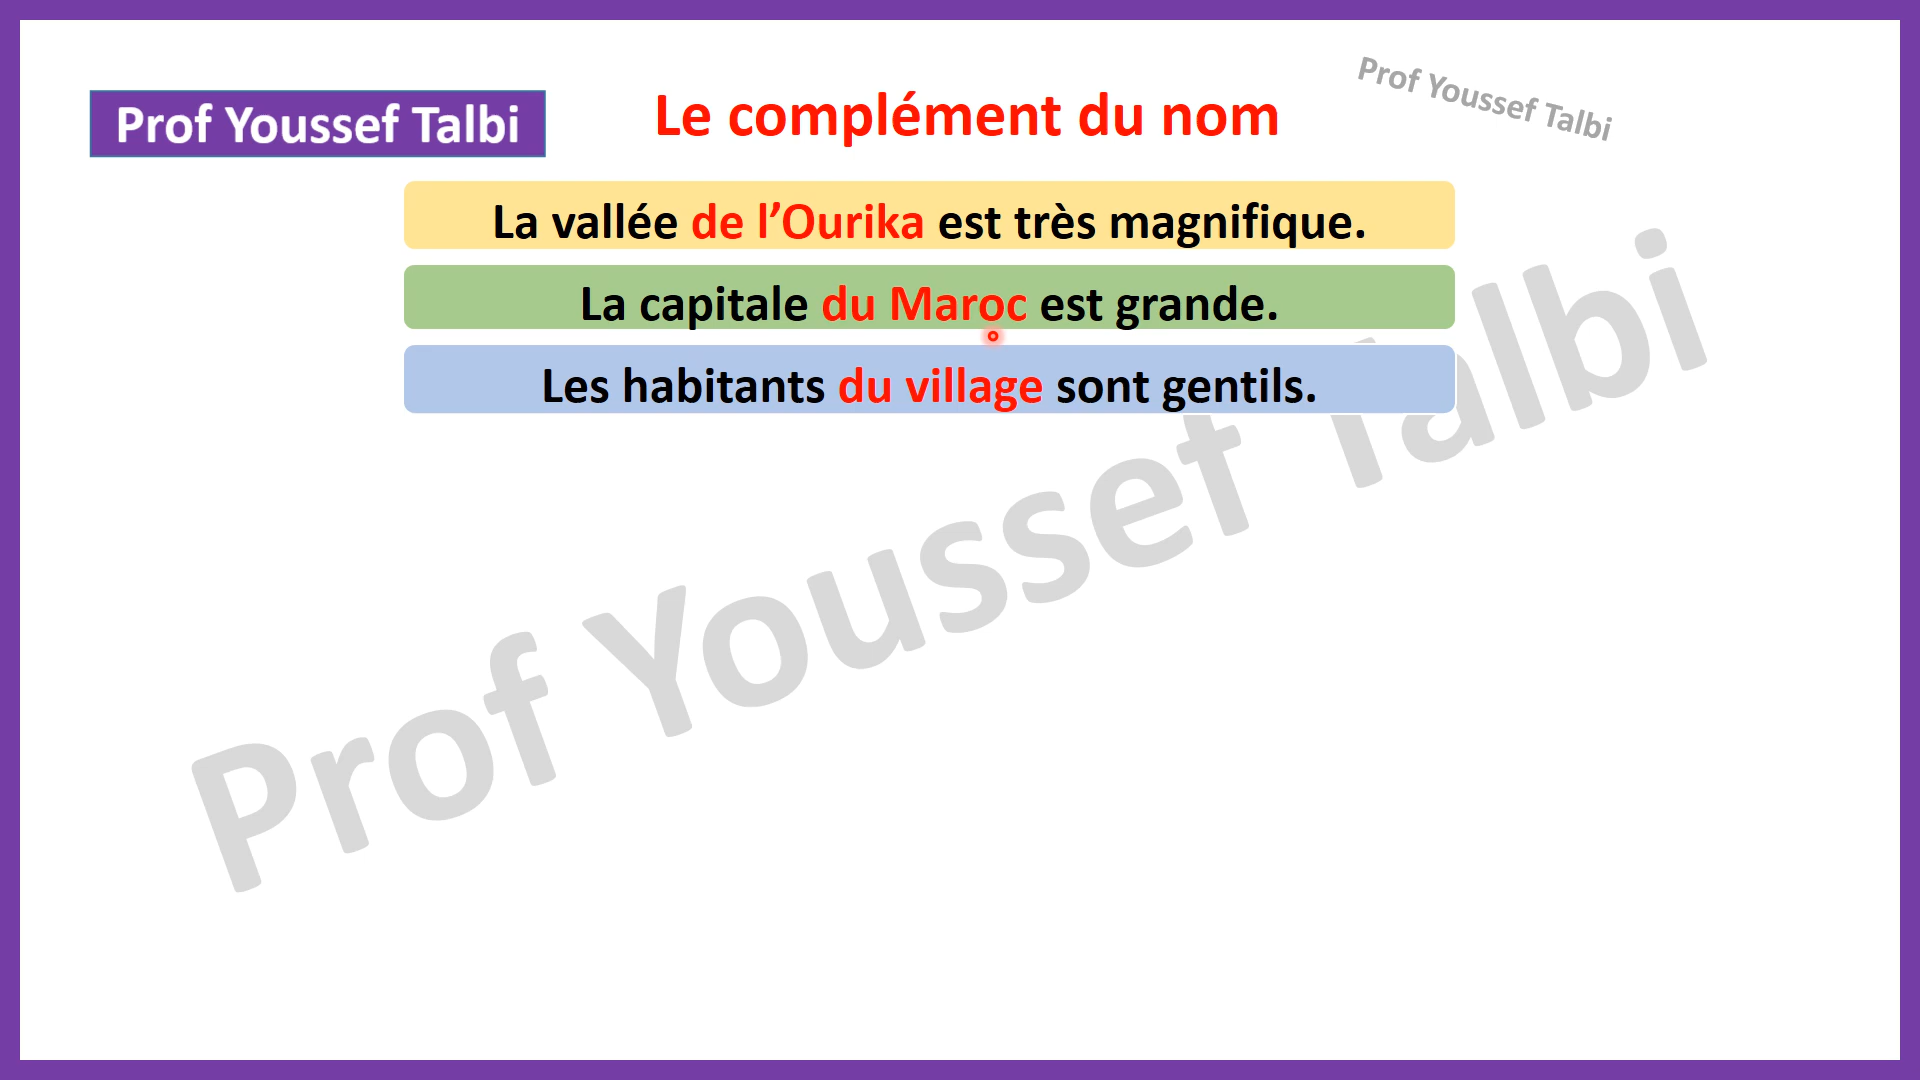 Prof Youssef Talbi
Le complément du nom
Prof Youssef Talbi
La vallée de l’Ourika est très magnifique.
La capitale du Maroc est grande.
Les habitants du village sont gentils.
Prof Youssef Talbi